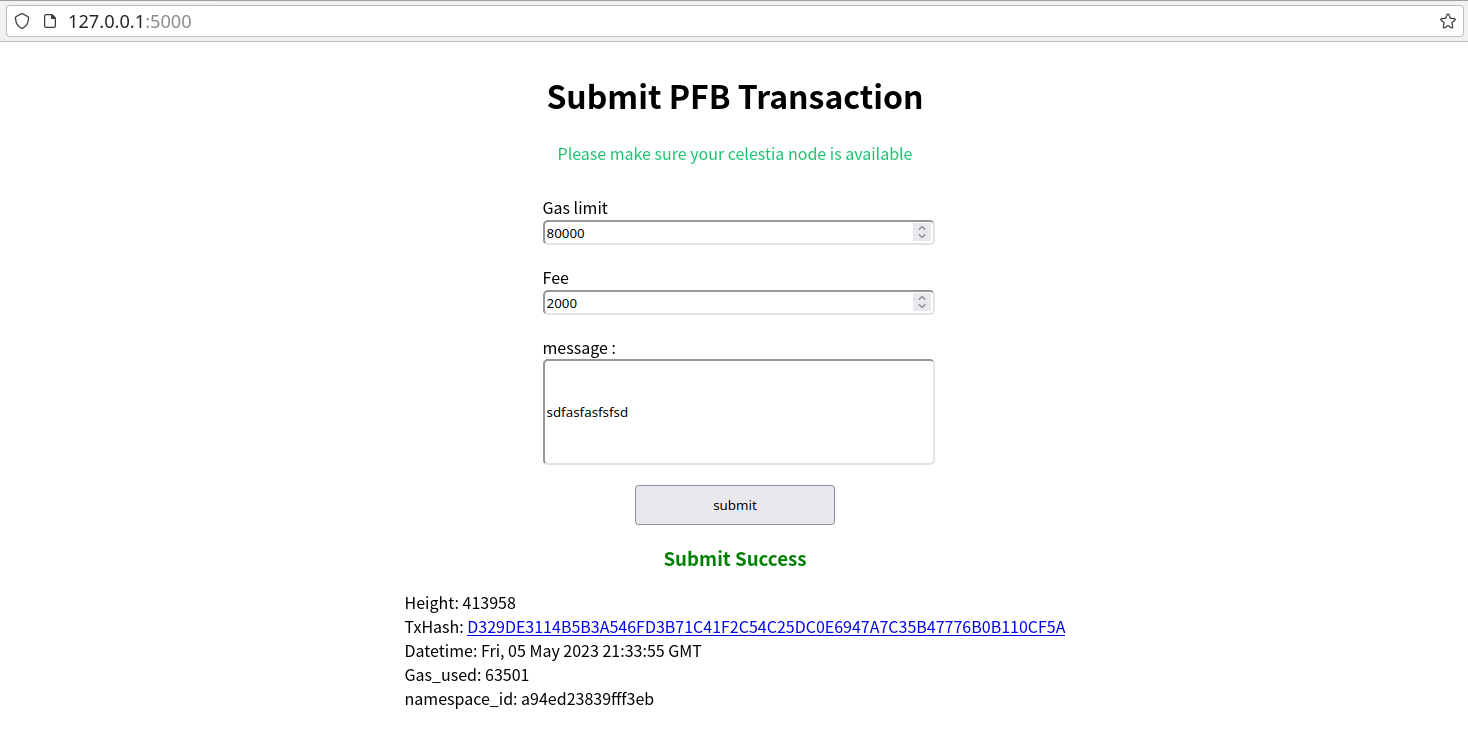 127.0.0.1:5000
Submit PFB Transaction
Please make sure your celestia node is available
Gas limit
80000
Fee
2000
message :
sdfasfasfsfsd
submit
Submit Success
Height: 413958
TxHash: D329DE3114B5B3A546FD3B71C41F2C54C25DC0E6947A7C35B47776B0B110CF5A
Datetime: Fri, 05 May 2023 21:33:55 GMT
Gas_used: 63501
namespace_id: a94ed23839fff3eb